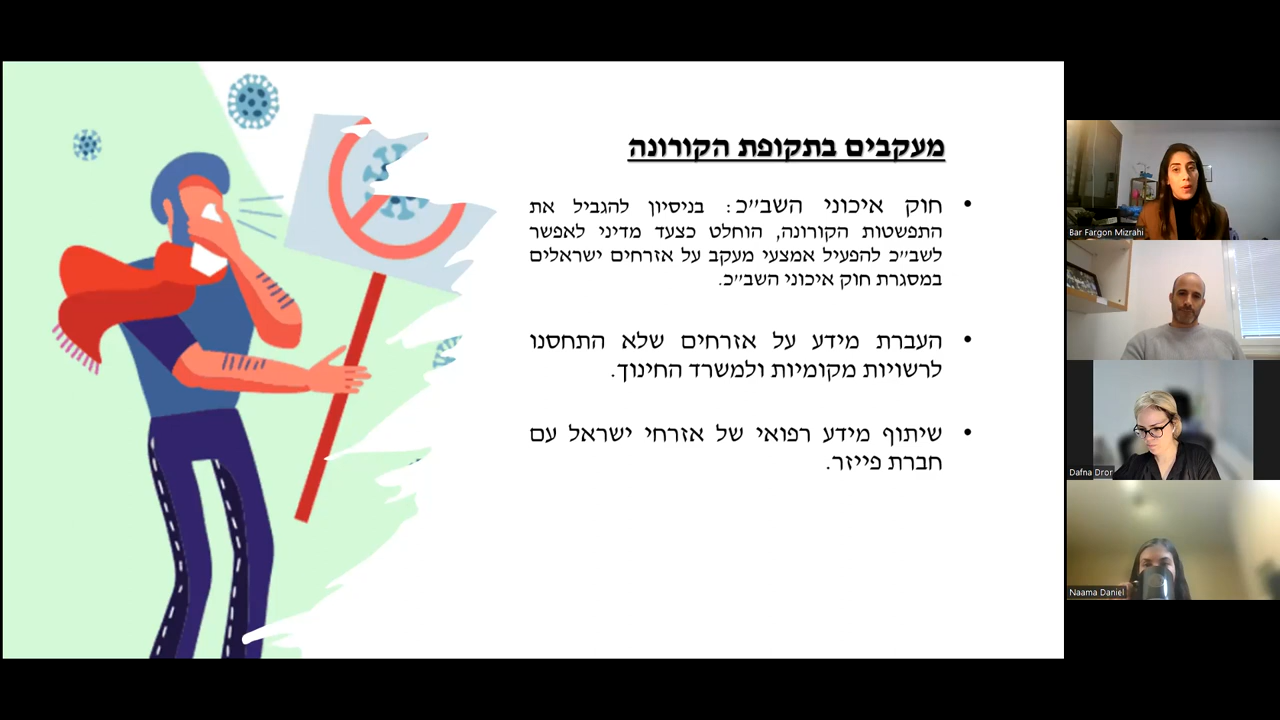 מעקבים בתקופת הקורונה
• חוק איכוני השב״כ: בניסיון להגביל את
התפשטות הקורונה, הוחלט כצעד מדיני לאפשר
לשב״כ להפעיל אמצעי מעקב על אזרחים ישראלים
במסגרת חוק איכוני השב״כ.
• העברת מידע על אזרחים שלא התחסנו
לרשויות מקומיות ולמשרד החינוך.
• שיתוף מידע רפואי של אזרחי ישראל עם
חברת פייזר.
Bar Fargon Mizrahi
Dafna Dror
Naama Daniel